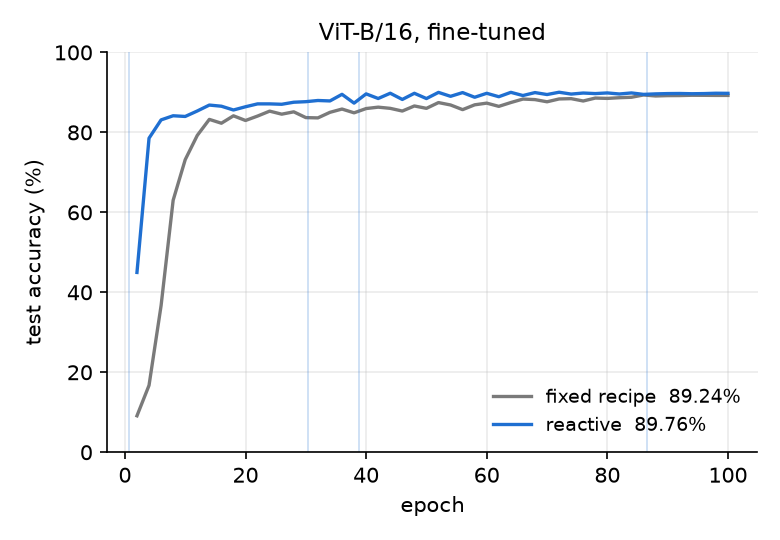 ViT-B/16, fine-tuned
100
80
60
40
20
0
test accuracy (%)
fixed recipe 89.24%
reactive 89.76%
0 20 40 60 80 100
epoch